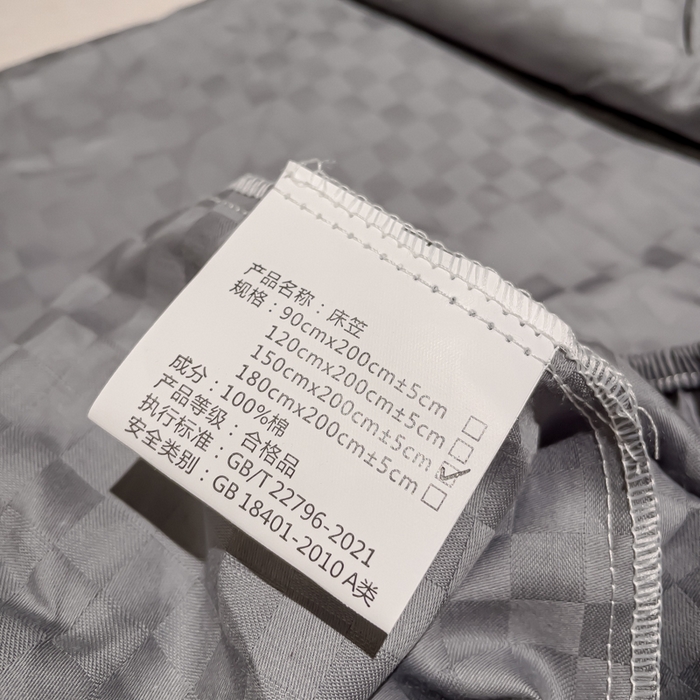 产品名称：床笠
规格：90cmx200cm±5cm □
120cmx200cm±5cm □
150cmx200cm±5cm ☑
180cmx200cm±5cm □
成分：100%棉
产品等级：合格品
执行标准：GB/T22796-2021
安全类别：GB 18401-2010 A类